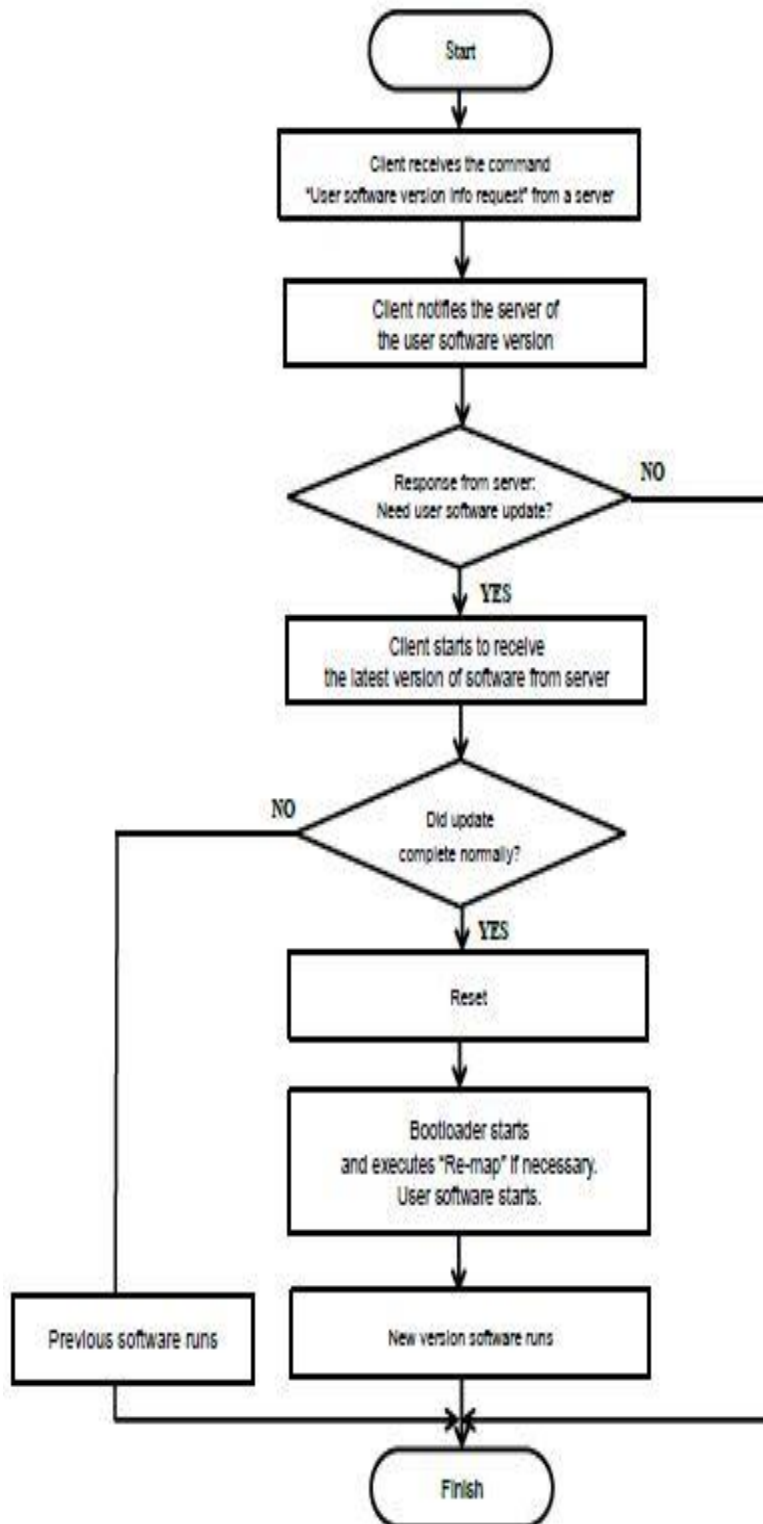 Start
Client receives the command
"User software version info request" from a server
Client notifies the server of
the user software version
Response from server:
Need user software update?
NO
YES
Client starts to receive
the latest version of software from server
Did update
complete normally?
NO
YES
Reset
Bootloader starts
and executes "Re-map" if necessary.
User software starts.
Previous software runs
New version software runs
Finish